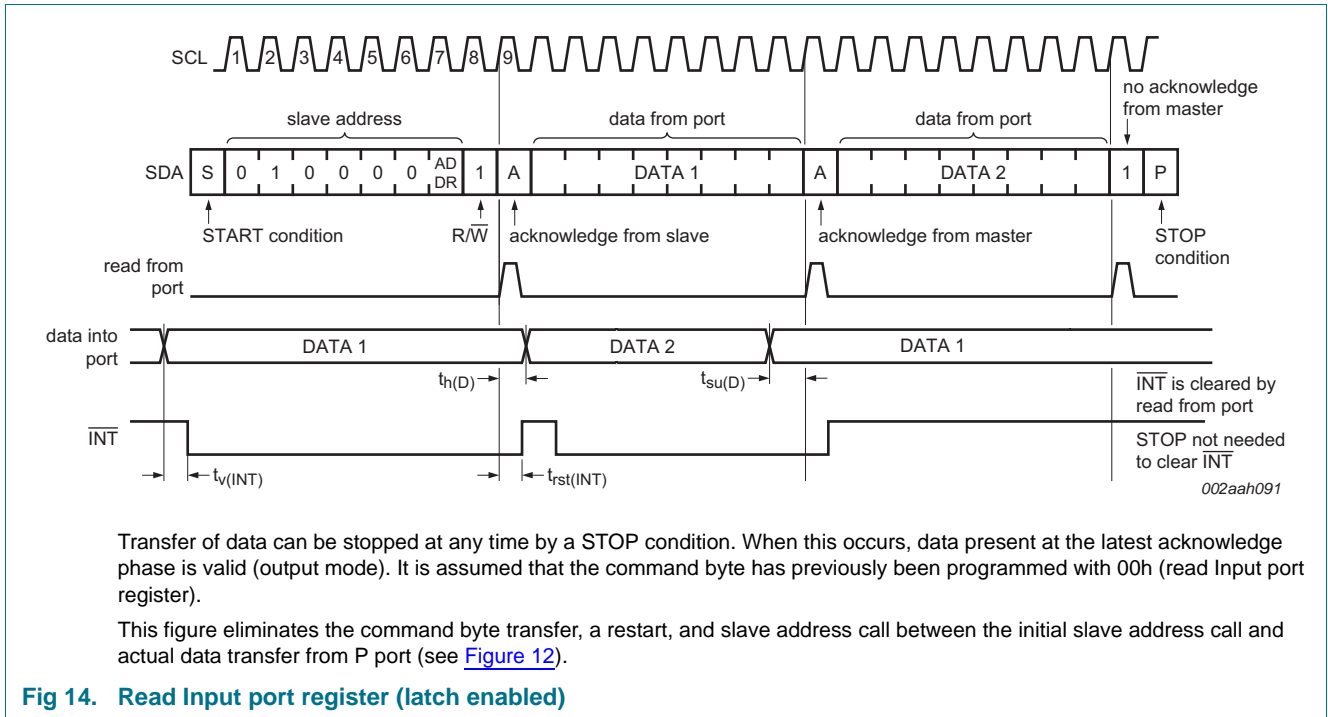 SCL 1 2 3 4 5 6 7 8 9
no acknowledge
from master
slave address data from port data from port
SDA S 0 1 0 0 0 0 AD DR 1 A DATA 1 A DATA 2 1 P
START condition R/W̅ acknowledge from slave acknowledge from master STOP
condition
read from
port
data into
port
DATA 1 DATA 2 DATA 1
th(D) tsu(D)
I̅N̅T̅ is cleared by
read from port
I̅N̅T̅
STOP not needed
to clear I̅N̅T̅
tv(INT) trst(INT)
002aah091
Transfer of data can be stopped at any time by a STOP condition. When this occurs, data present at the latest acknowledge
phase is valid (output mode). It is assumed that the command byte has previously been programmed with 00h (read Input port
register).
This figure eliminates the command byte transfer, a restart, and slave address call between the initial slave address call and
actual data transfer from P port (see Figure 12).
Fig 14. Read Input port register (latch enabled)